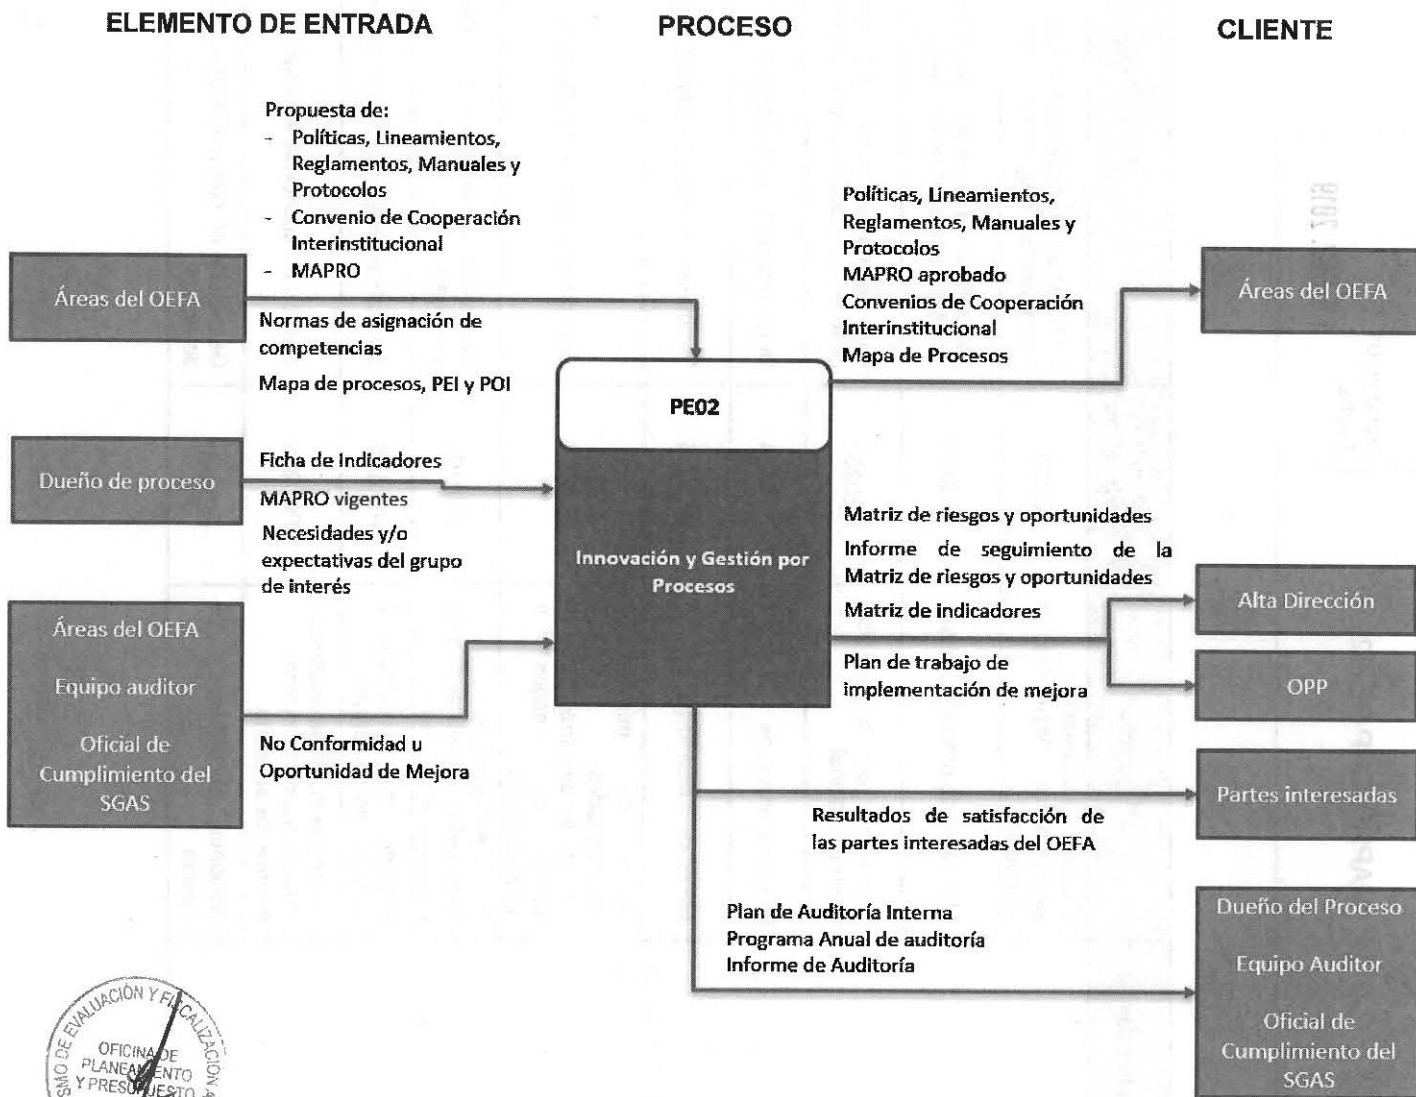 ELEMENTO DE ENTRADA
PROCESO
CLIENTE
Propuesta de:
- Políticas, Lineamientos,
Reglamentos, Manuales y
Protocolos
- Convenio de Cooperación
Interinstitucional
- MAPRO
Áreas del OEFA
Normas de asignación de
competencias
Mapa de procesos, PEI y POI
Dueño de proceso
Ficha de Indicadores
MAPRO vigentes
Necesidades y/o
expectativas del grupo
de interés
Áreas del OEFA
Equipo auditor
Oficial de
Cumplimiento del
SGAS
No Conformidad u
Oportunidad de Mejora
PE02
Innovación y Gestión por
Procesos
Políticas, Lineamientos,
Reglamentos, Manuales y
Protocolos
MAPRO aprobado
Convenios de Cooperación
Interinstitucional
Mapa de Procesos
Áreas del OEFA
Matriz de riesgos y oportunidades
Informe de seguimiento de la
Matriz de riesgos y oportunidades
Matriz de indicadores
Plan de trabajo de
implementación de mejora
Alta Dirección
OPP
Resultados de satisfacción de
las partes interesadas del OEFA
Partes interesadas
Plan de Auditoría Interna
Programa Anual de auditoría
Informe de Auditoría
Dueño del Proceso
Equipo Auditor
Oficial de
Cumplimiento del
SGAS
DE EVALUACIÓN Y FISCALIZACIÓN
OFICINA DE
PLANEAMIENTO
Y PRESUPUESTO